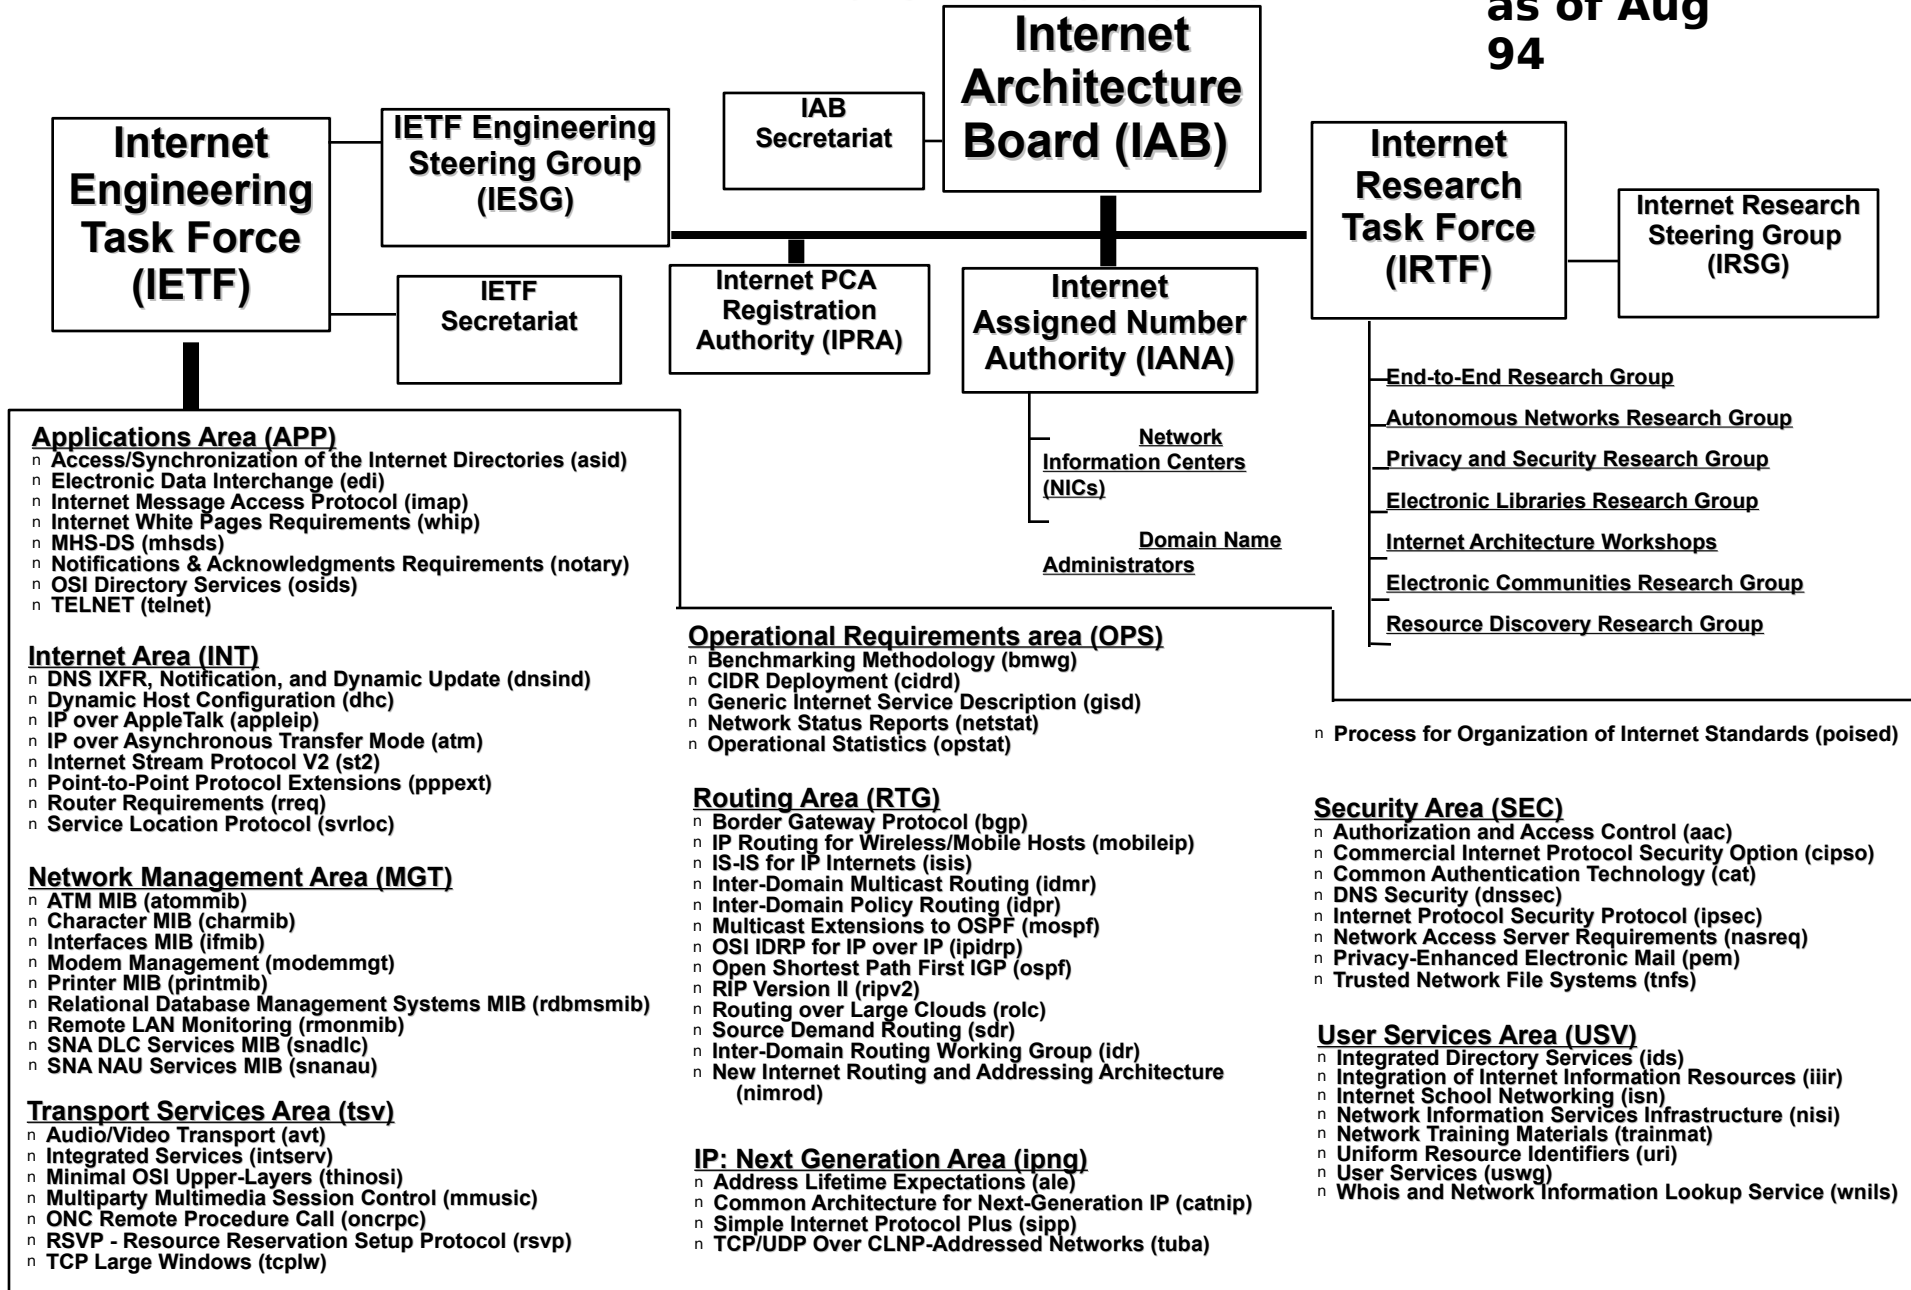 as of Aug
94
Internet
Architecture
Board (IAB)
IAB
Secretariat
Internet
Engineering
Task Force
(IETF)
IETF Engineering
Steering Group
(IESG)
IETF
Secretariat
Internet PCA
Registration
Authority (IPRA)
Internet
Assigned Number
Authority (IANA)
Internet
Research
Task Force
(IRTF)
Internet Research
Steering Group
(IRSG)
Network
Information Centers
(NICs)
Domain Name
Administrators
End-to-End Research Group
Autonomous Networks Research Group
Privacy and Security Research Group
Electronic Libraries Research Group
Internet Architecture Workshops
Electronic Communities Research Group
Resource Discovery Research Group
Applications Area (APP)
n Access/Synchronization of the Internet Directories (asid)
n Electronic Data Interchange (edi)
n Internet Message Access Protocol (imap)
n Internet White Pages Requirements (whip)
n MHS-DS (mhsds)
n Notifications & Acknowledgments Requirements (notary)
n OSI Directory Services (osids)
n TELNET (telnet)
Internet Area (INT)
n DNS IXFR, Notification, and Dynamic Update (dnsind)
n Dynamic Host Configuration (dhc)
n IP over AppleTalk (appleip)
n IP over Asynchronous Transfer Mode (atm)
n Internet Stream Protocol V2 (st2)
n Point-to-Point Protocol Extensions (pppext)
n Router Requirements (rreq)
n Service Location Protocol (svrloc)
Network Management Area (MGT)
n ATM MIB (atommib)
n Character MIB (charmib)
n Interfaces MIB (ifmib)
n Modem Management (modemmgt)
n Printer MIB (printmib)
n Relational Database Management Systems MIB (rdbmsmib)
n Remote LAN Monitoring (rmonmib)
n SNA DLC Services MIB (snadlc)
n SNA NAU Services MIB (snanau)
Transport Services Area (tsv)
n Audio/Video Transport (avt)
n Integrated Services (intserv)
n Minimal OSI Upper-Layers (thinosi)
n Multiparty Multimedia Session Control (mmusic)
n ONC Remote Procedure Call (oncrpc)
n RSVP - Resource Reservation Setup Protocol (rsvp)
n TCP Large Windows (tcplw)
Operational Requirements area (OPS)
n Benchmarking Methodology (bmwg)
n CIDR Deployment (cidrd)
n Generic Internet Service Description (gisd)
n Network Status Reports (netstat)
n Operational Statistics (opstat)
Routing Area (RTG)
n Border Gateway Protocol (bgp)
n IP Routing for Wireless/Mobile Hosts (mobileip)
n IS-IS for IP Internets (isis)
n Inter-Domain Multicast Routing (idmr)
n Inter-Domain Policy Routing (idpr)
n Multicast Extensions to OSPF (mospf)
n OSI IDRP for IP over IP (ipidrp)
n Open Shortest Path First IGP (ospf)
n RIP Version II (ripv2)
n Routing over Large Clouds (rolc)
n Source Demand Routing (sdr)
n Inter-Domain Routing Working Group (idr)
n New Internet Routing and Addressing Architecture
(nimrod)
IP: Next Generation Area (ipng)
n Address Lifetime Expectations (ale)
n Common Architecture for Next-Generation IP (catnip)
n Simple Internet Protocol Plus (sipp)
n TCP/UDP Over CLNP-Addressed Networks (tuba)
n Process for Organization of Internet Standards (poised)
Security Area (SEC)
n Authorization and Access Control (aac)
n Commercial Internet Protocol Security Option (cipso)
n Common Authentication Technology (cat)
n DNS Security (dnssec)
n Internet Protocol Security Protocol (ipsec)
n Network Access Server Requirements (nasreq)
n Privacy-Enhanced Electronic Mail (pem)
n Trusted Network File Systems (tnfs)
User Services Area (USV)
n Integrated Directory Services (ids)
n Integration of Internet Information Resources (iiir)
n Internet School Networking (isn)
n Network Information Services Infrastructure (nisi)
n Network Training Materials (trainmat)
n Uniform Resource Identifiers (uri)
n User Services (uswg)
n Whois and Network Information Lookup Service (wnils)